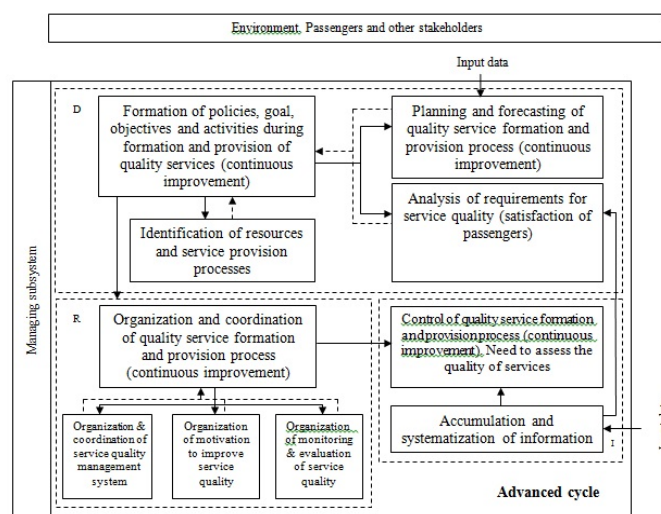 Environment, Passengers and other stakeholders
Input data
Managing subsystem
D
Formation of policies, goal,
objectives and activities during
formation and provision of
quality services (continuous
improvement)
Planning and forecasting of
quality service formation and
provision process (continuous
improvement)
Analysis of requirements for
service quality (satisfaction of
passengers)
Identification of resources
and service provision
processes
R
Organization and coordination
of quality service formation
and provision process
(continuous improvement)
Control of quality service formation
and provision process (continuous
improvement). Need to assess the
quality of services
Organization &
coordination of
service quality
management
system
Organization
of motivation to
improve
service
quality
Organization
of monitoring
& evaluation
of service
quality
Accumulation and
systematization of information
I
Advanced cycle